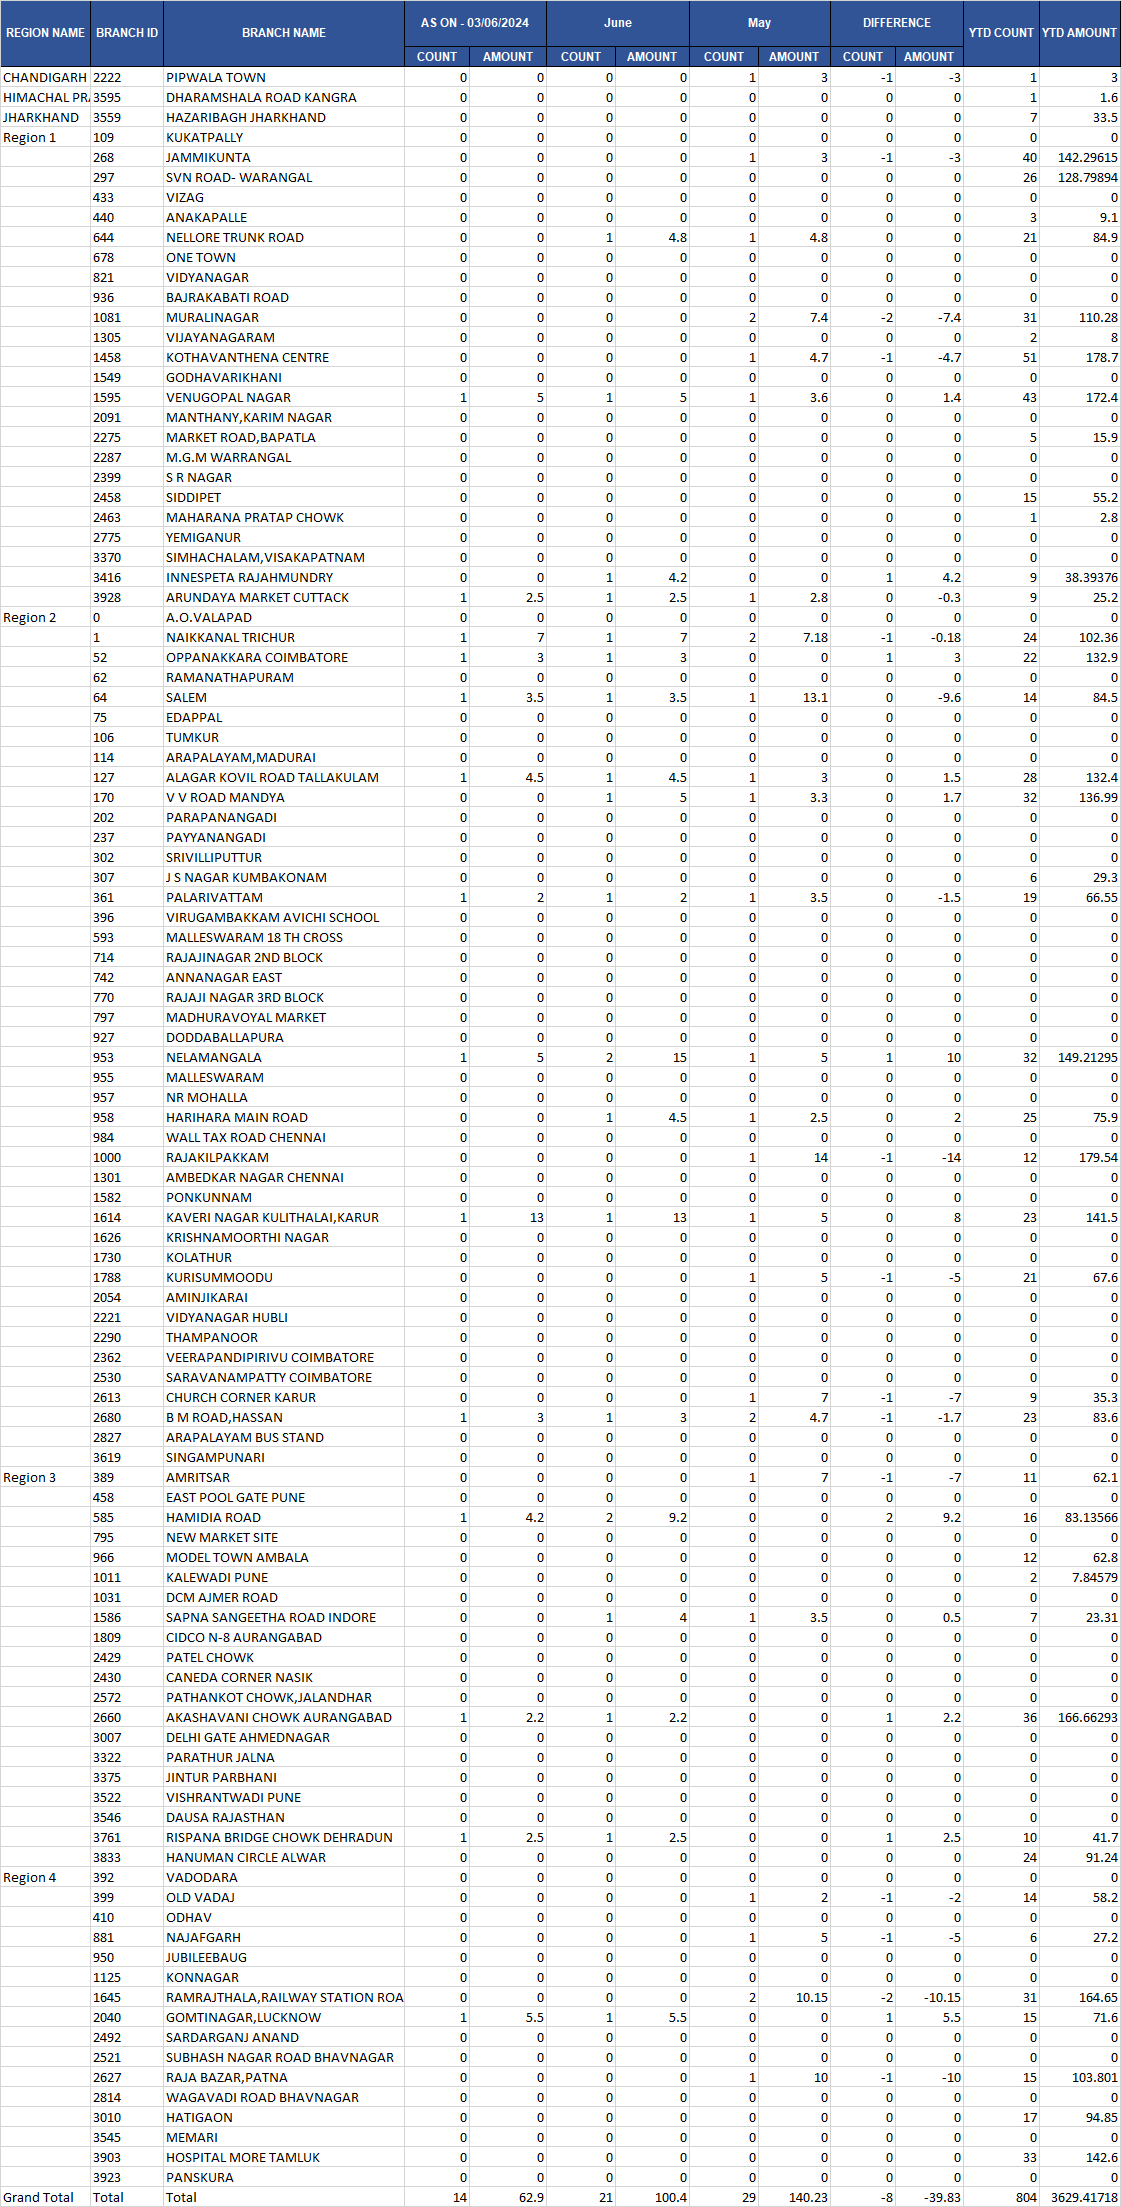 REGION NAME BRANCH ID BRANCH NAME AS ON - 03/06/2024 June May DIFFERENCE YTD COUNT YTD AMOUNT
COUNT AMOUNT COUNT AMOUNT COUNT AMOUNT COUNT AMOUNT
CHANDIGARH 2222 PIPWALA TOWN 0 0 0 0 1 3 -1 -3 1 3
HIMACHAL PR 3595 DHARAMSHALA ROAD KANGRA 0 0 0 0 0 0 0 0 1 1.6
JHARKHAND 3559 HAZARIBAGH JHARKHAND 0 0 0 0 0 0 0 0 7 33.5
Region 1 109 KUKATPALLY 0 0 0 0 0 0 0 0 0 0
268 JAMMIKUNTA 0 0 0 0 1 3 -1 -3 40 142.29615
297 SVN ROAD- WARANGAL 0 0 0 0 0 0 0 0 26 128.79894
433 VIZAG 0 0 0 0 0 0 0 0 0 0
440 ANAKAPALLE 0 0 0 0 0 0 0 0 3 9.1
644 NELLORE TRUNK ROAD 0 0 1 4.8 1 4.8 0 0 21 84.9
678 ONE TOWN 0 0 0 0 0 0 0 0 0 0
821 VIDYANAGAR 0 0 0 0 0 0 0 0 0 0
936 BAJRAKABATI ROAD 0 0 0 0 0 0 0 0 0 0
1081 MURALINAGAR 0 0 0 0 2 7.4 -2 -7.4 31 110.28
1305 VIJAYANAGARAM 0 0 0 0 0 0 0 0 2 8
1458 KOTHAVANTHENA CENTRE 0 0 0 0 1 4.7 -1 -4.7 51 178.7
1549 GODHAVARIKHANI 0 0 0 0 0 0 0 0 0 0
1595 VENUGOPAL NAGAR 1 5 1 5 1 3.6 0 1.4 43 172.4
2091 MANTHANY,KARIM NAGAR 0 0 0 0 0 0 0 0 0 0
2275 MARKET ROAD,BAPATLA 0 0 0 0 0 0 0 0 5 15.9
2287 M.G.M WARRANGAL 0 0 0 0 0 0 0 0 0 0
2399 S R NAGAR 0 0 0 0 0 0 0 0 0 0
2458 SIDDIPET 0 0 0 0 0 0 0 0 15 55.2
2463 MAHARANA PRATAP CHOWK 0 0 0 0 0 0 0 0 1 2.8
2775 YEMIGANUR 0 0 0 0 0 0 0 0 0 0
3370 SIMHACHALAM,VISAKAPATNAM 0 0 0 0 0 0 0 0 0 0
3416 INNESPETA RAJAHMUNDRY 0 0 1 4.2 0 0 1 4.2 9 38.39376
3928 ARUNDAYA MARKET CUTTACK 1 2.5 1 2.5 1 2.8 0 -0.3 9 25.2
Region 2 0 A.O.VALAPAD 0 0 0 0 0 0 0 0 0 0
1 NAIKKANAL TRICHUR 1 7 1 7 2 7.18 -1 -0.18 24 102.36
52 OPPANAKKARA COIMBATORE 1 3 1 3 0 0 1 3 22 132.9
62 RAMANATHAPURAM 0 0 0 0 0 0 0 0 0 0
64 SALEM 1 3.5 1 3.5 1 13.1 0 -9.6 14 84.5
75 EDAPPAL 0 0 0 0 0 0 0 0 0 0
106 TUMKUR 0 0 0 0 0 0 0 0 0 0
114 ARAPALAYAM,MADURAI 0 0 0 0 0 0 0 0 0 0
127 ALAGAR KOVIL ROAD TALLAKULAM 1 4.5 1 4.5 1 3 0 1.5 28 132.4
170 V V ROAD MANDYA 0 0 1 5 1 3.3 0 1.7 32 136.99
202 PARAPANANGADI 0 0 0 0 0 0 0 0 0 0
237 PAYYANANGADI 0 0 0 0 0 0 0 0 0 0
302 SRIVILLIPUTTUR 0 0 0 0 0 0 0 0 0 0
307 J S NAGAR KUMBAKONAM 0 0 0 0 0 0 0 0 6 29.3
361 PALARIVATTAM 1 2 1 2 1 3.5 0 -1.5 19 66.55
396 VIRUGAMBAKKAM AVICHI SCHOOL 0 0 0 0 0 0 0 0 0 0
593 MALLESWARAM 18 TH CROSS 0 0 0 0 0 0 0 0 0 0
714 RAJAJINAGAR 2ND BLOCK 0 0 0 0 0 0 0 0 0 0
742 ANNANAGAR EAST 0 0 0 0 0 0 0 0 0 0
770 RAJAJI NAGAR 3RD BLOCK 0 0 0 0 0 0 0 0 0 0
797 MADHURAVOYAL MARKET 0 0 0 0 0 0 0 0 0 0
927 DODDABALLAPURA 0 0 0 0 0 0 0 0 0 0
953 NELAMANGALA 1 5 2 15 1 5 1 10 32 149.21295
955 MALLESWARAM 0 0 0 0 0 0 0 0 0 0
957 NR MOHALLA 0 0 0 0 0 0 0 0 0 0
958 HARIHARA MAIN ROAD 0 0 1 4.5 1 2.5 0 2 25 75.9
984 WALL TAX ROAD CHENNAI 0 0 0 0 0 0 0 0 0 0
1000 RAJAKILPAKKAM 0 0 0 0 1 14 -1 -14 12 179.54
1301 AMBEDKAR NAGAR CHENNAI 0 0 0 0 0 0 0 0 0 0
1582 PONKUNNAM 0 0 0 0 0 0 0 0 0 0
1614 KAVERI NAGAR KULITHALAI,KARUR 1 13 1 13 1 5 0 8 23 141.5
1626 KRISHNAMOORTHI NAGAR 0 0 0 0 0 0 0 0 0 0
1730 KOLATHUR 0 0 0 0 0 0 0 0 0 0
1788 KURISUMMOODU 0 0 0 0 1 5 -1 -5 21 67.6
2054 AMINJIKARAI 0 0 0 0 0 0 0 0 0 0
2221 VIDYANAGAR HUBLI 0 0 0 0 0 0 0 0 0 0
2290 THAMPANOOR 0 0 0 0 0 0 0 0 0 0
2362 VEERAPANDIPIRIVU COIMBATORE 0 0 0 0 0 0 0 0 0 0
2530 SARAVANAMPATTY COIMBATORE 0 0 0 0 0 0 0 0 0 0
2613 CHURCH CORNER KARUR 0 0 0 0 1 7 -1 -7 9 35.3
2680 B M ROAD,HASSAN 1 3 1 3 2 4.7 -1 -1.7 23 83.6
2827 ARAPALAYAM BUS STAND 0 0 0 0 0 0 0 0 0 0
3619 SINGAMPUNARI 0 0 0 0 0 0 0 0 0 0
Region 3 389 AMRITSAR 0 0 0 0 1 7 -1 -7 11 62.1
458 EAST POOL GATE PUNE 0 0 0 0 0 0 0 0 0 0
585 HAMIDIA ROAD 1 4.2 2 9.2 0 0 2 9.2 16 83.13566
795 NEW MARKET SITE 0 0 0 0 0 0 0 0 0 0
966 MODEL TOWN AMBALA 0 0 0 0 0 0 0 0 12 62.8
1011 KALEWADI PUNE 0 0 0 0 0 0 0 0 2 7.84579
1031 DCM AJMER ROAD 0 0 0 0 0 0 0 0 0 0
1586 SAPNA SANGEETHA ROAD INDORE 0 0 1 4 1 3.5 0 0.5 7 23.31
1809 CIDCO N-8 AURANGABAD 0 0 0 0 0 0 0 0 0 0
2429 PATEL CHOWK 0 0 0 0 0 0 0 0 0 0
2430 CANEDA CORNER NASIK 0 0 0 0 0 0 0 0 0 0
2572 PATHANKOT CHOWK,JALANDHAR 0 0 0 0 0 0 0 0 0 0
2660 AKASHAVANI CHOWK AURANGABAD 1 2.2 1 2.2 0 0 1 2.2 36 166.66293
3007 DELHI GATE AHMEDNAGAR 0 0 0 0 0 0 0 0 0 0
3322 PARATHUR JALNA 0 0 0 0 0 0 0 0 0 0
3375 JINTUR PARBHANI 0 0 0 0 0 0 0 0 0 0
3522 VISHRANTWADI PUNE 0 0 0 0 0 0 0 0 0 0
3546 DAUSA RAJASTHAN 0 0 0 0 0 0 0 0 0 0
3761 RISPANA BRIDGE CHOWK DEHRADUN 1 2.5 1 2.5 0 0 1 2.5 10 41.7
3833 HANUMAN CIRCLE ALWAR 0 0 0 0 0 0 0 0 24 91.24
Region 4 392 VADODARA 0 0 0 0 0 0 0 0 0 0
399 OLD VADAJ 0 0 0 0 1 2 -1 -2 14 58.2
410 ODHAV 0 0 0 0 0 0 0 0 0 0
881 NAJAFGARH 0 0 0 0 1 5 -1 -5 6 27.2
950 JUBILEEBAUG 0 0 0 0 0 0 0 0 0 0
1125 KONNAGAR 0 0 0 0 0 0 0 0 0 0
1645 RAMRAJTHALA,RAILWAY STATION ROA 0 0 0 0 2 10.15 -2 -10.15 31 164.65
2040 GOMTINAGAR,LUCKNOW 1 5.5 1 5.5 0 0 1 5.5 15 71.6
2492 SARDARGANJ ANAND 0 0 0 0 0 0 0 0 0 0
2521 SUBHASH NAGAR ROAD BHAVNAGAR 0 0 0 0 0 0 0 0 0 0
2627 RAJA BAZAR,PATNA 0 0 0 0 1 10 -1 -10 15 103.801
2814 WAGAVADI ROAD BHAVNAGAR 0 0 0 0 0 0 0 0 0 0
3010 HATIGAON 0 0 0 0 0 0 0 0 17 94.85
3545 MEMARI 0 0 0 0 0 0 0 0 0 0
3903 HOSPITAL MORE TAMLUK 0 0 0 0 0 0 0 0 33 142.6
3923 PANSKURA 0 0 0 0 0 0 0 0 0 0
Grand Total Total Total 14 62.9 21 100.4 29 140.23 -8 -39.83 804 3629.41718